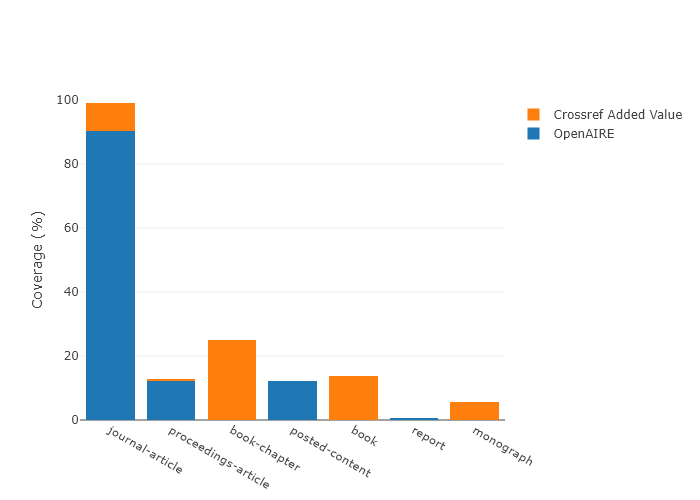 100
80
60
40
20
0
Coverage (%)
journal-article
proceedings-article
book-chapter
posted-content
book
report
monograph
Crossref Added Value
OpenAIRE